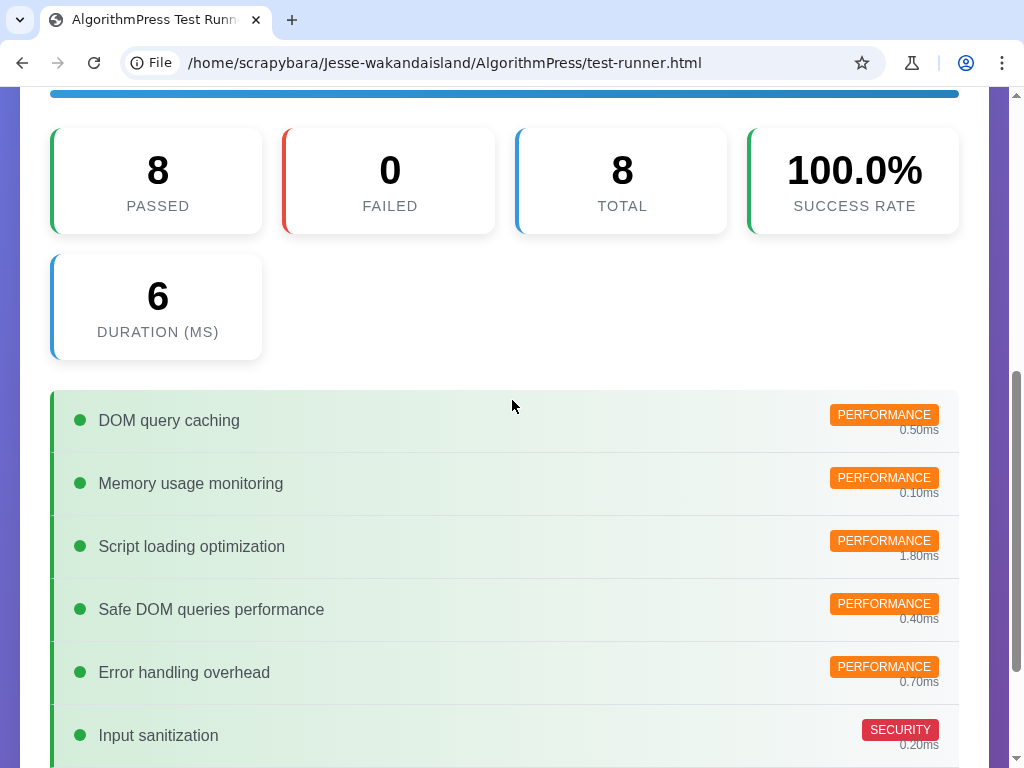 AlgorithmPress Test Runn
File
/home/scrapybara/Jesse-wakandaisland/AlgorithmPress/test-runner.html
8
PASSED
0
FAILED
8
TOTAL
100.0%
SUCCESS RATE
6
DURATION (MS)
DOM query caching
PERFORMANCE
0.50ms
Memory usage monitoring
PERFORMANCE
0.10ms
Script loading optimization
PERFORMANCE
1.80ms
Safe DOM queries performance
PERFORMANCE
0.40ms
Error handling overhead
PERFORMANCE
0.70ms
Input sanitization
SECURITY
0.20ms